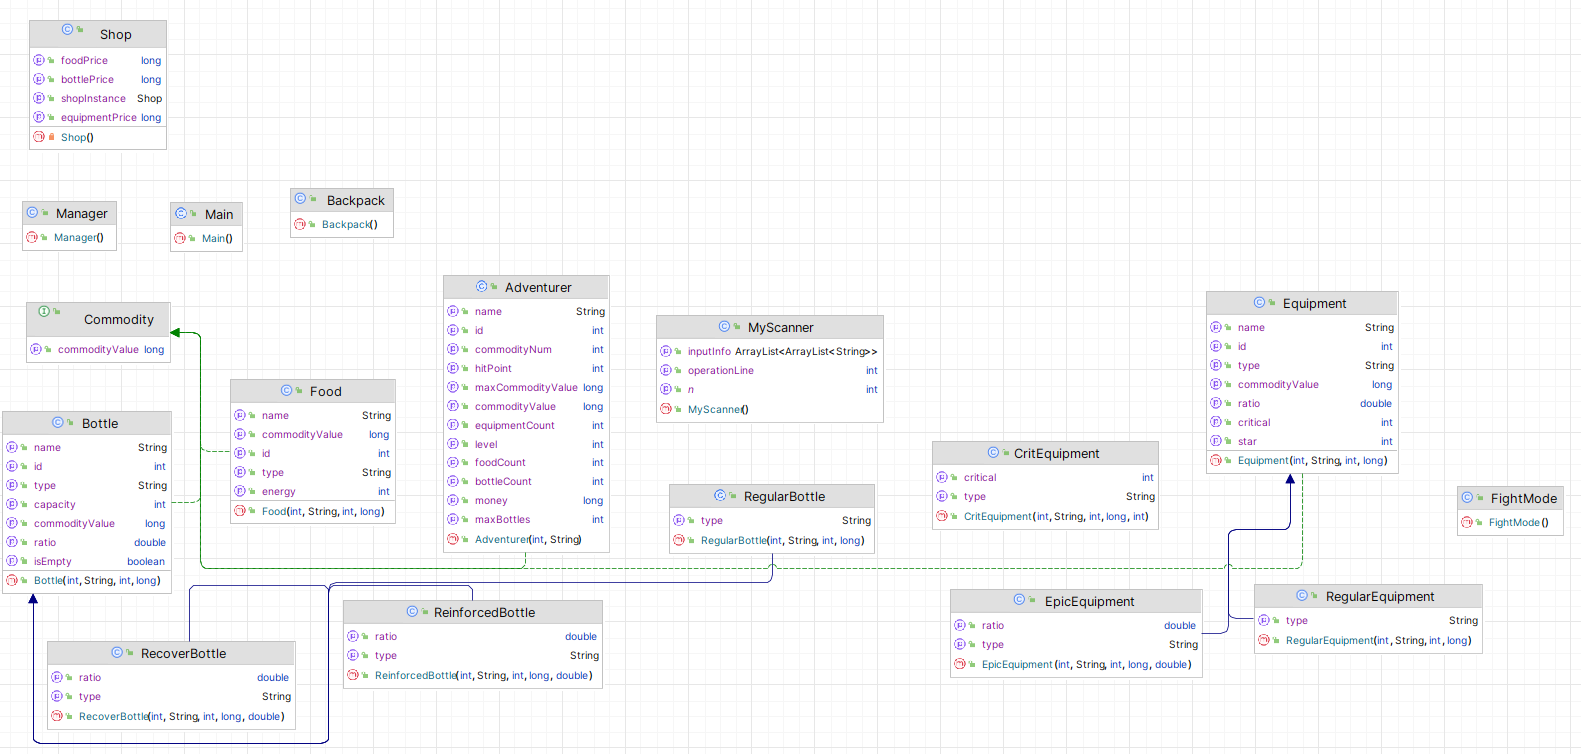 Shop
foodPrice long
bottlePrice long
shopInstance Shop
equipmentPrice long
Shop()
Manager
Manager()
Main
Main()
Backpack
Backpack()
Commodity
commodityValue long
Bottle
name String
id int
type String
capacity int
commodityValue long
ratio double
isEmpty boolean
Bottle(int, String, int, long)
Food
name String
commodityValue long
id int
type String
energy int
Food(int, String, int, long)
Adventurer
name String
id int
commodityNum int
hitPoint int
maxCommodityValue long
commodityValue long
equipmentCount int
level int
foodCount int
bottleCount int
money long
maxBottles int
Adventurer(int, String)
MyScanner
inputInfo ArrayList<ArrayList<String>>
operationLine int
n int
MyScanner()
RegularBottle
type String
RegularBottle(int, String, int, long)
CritEquipment
critical int
type String
CritEquipment(int, String, int, long, int)
Equipment
name String
id int
type String
commodityValue long
ratio double
critical int
star int
Equipment(int, String, int, long)
FightMode
FightMode()
RecoverBottle
ratio double
type String
RecoverBottle(int, String, int, long, double)
ReinforcedBottle
ratio double
type String
ReinforcedBottle(int, String, int, long, double)
EpicEquipment
ratio double
type String
EpicEquipment(int, String, int, long, double)
RegularEquipment
type String
RegularEquipment(int, String, int, long)